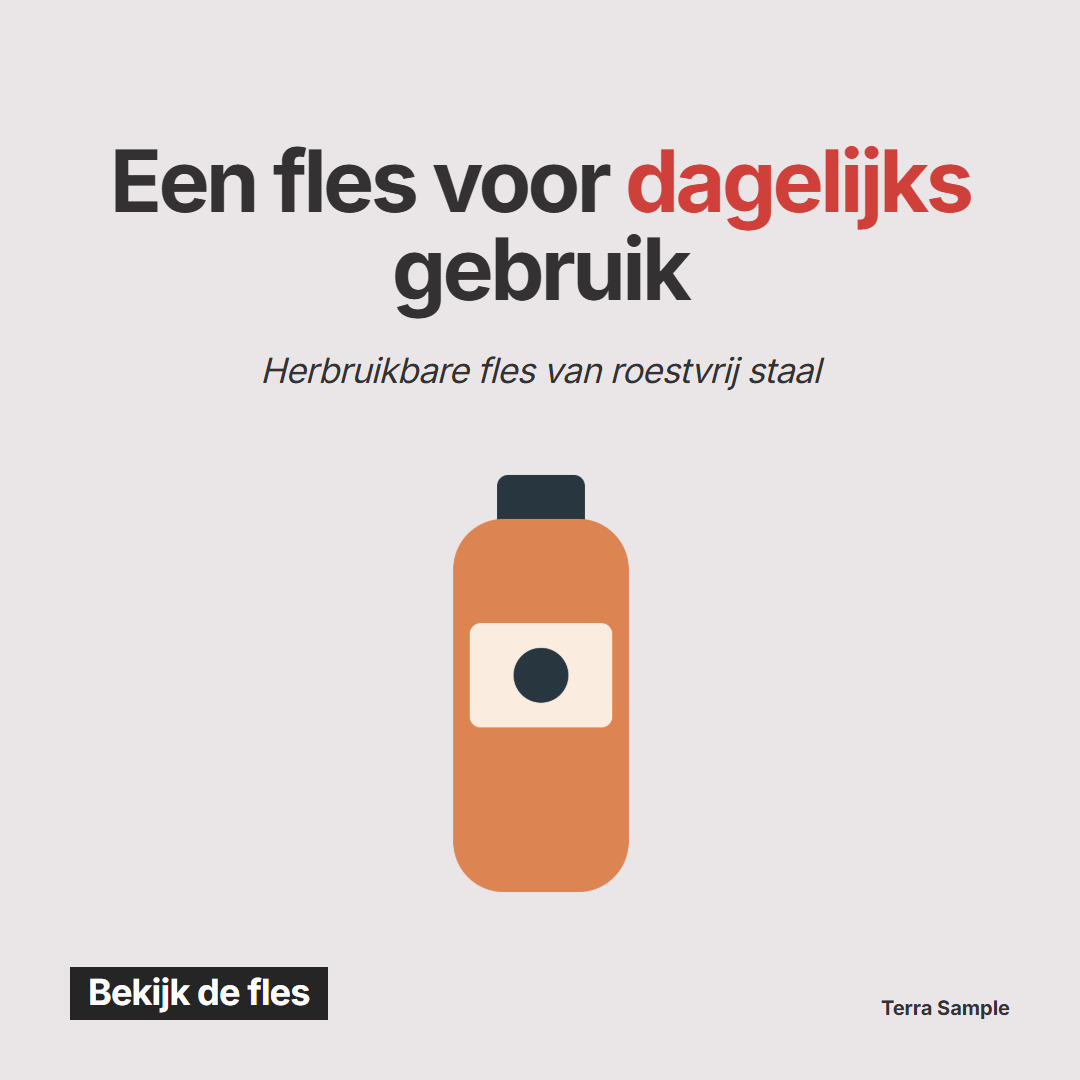 Een fles voor dagelijks
gebruik
Herbruikbare fles van roestvrij staal
Bekijk de fles
Terra Sample